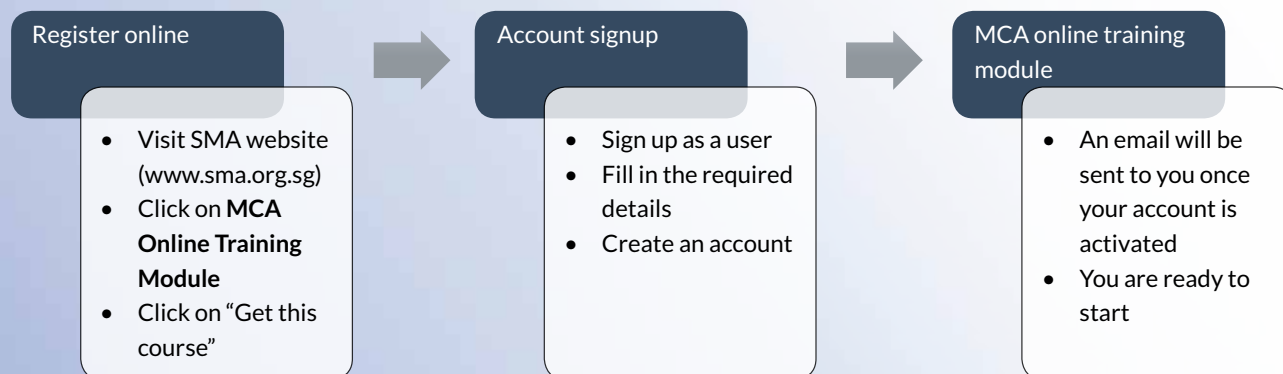 Register online
• Visit SMA website
(www.sma.org.sg)
• Click on MCA
Online Training
Module
• Click on “Get this
course”
Account signup
• Sign up as a user
• Fill in the required
details
• Create an account
MCA online training
module
• An email will be
sent to you once
your account is
activated
• You are ready to
start